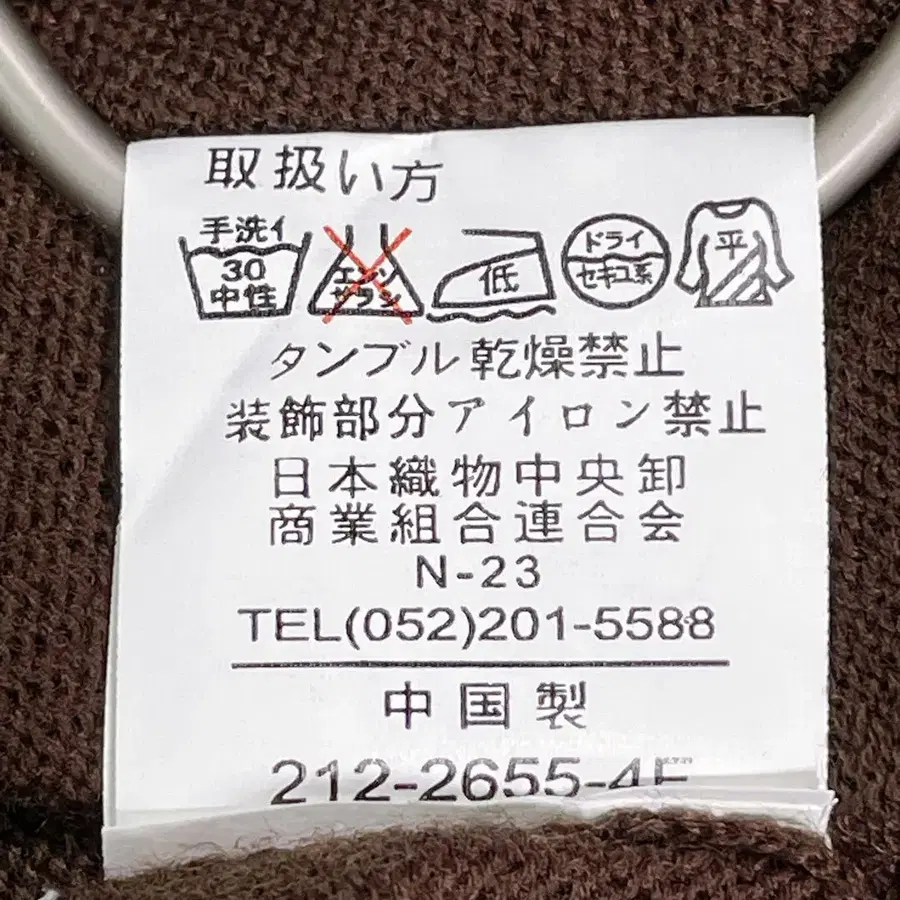 取扱い方
手洗イ
30
中性
エンソ
サラシ
低
ドライ
セキユ系
平
タンブル乾燥禁止
装飾部分アイロン禁止
日本織物中央卸
商業組合連合会
N-23
TEL(052)201-5588
中国製
212-2655-4F